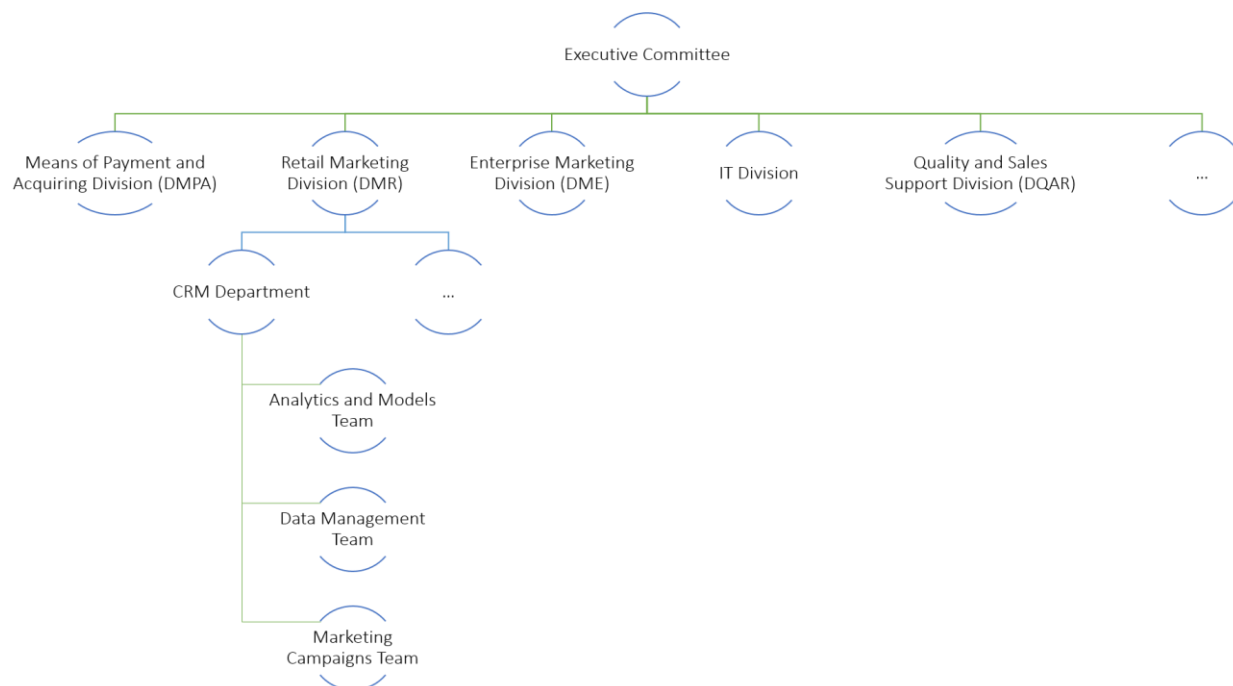 Executive Committee
Means of Payment and
Acquiring Division (DMPA)
Retail Marketing
Division (DMR)
Enterprise Marketing
Division (DME)
IT Division
Quality and Sales
Support Division (DQAR)
...
CRM Department
...
Analytics and Models
Team
Data Management
Team
Marketing
Campaigns Team